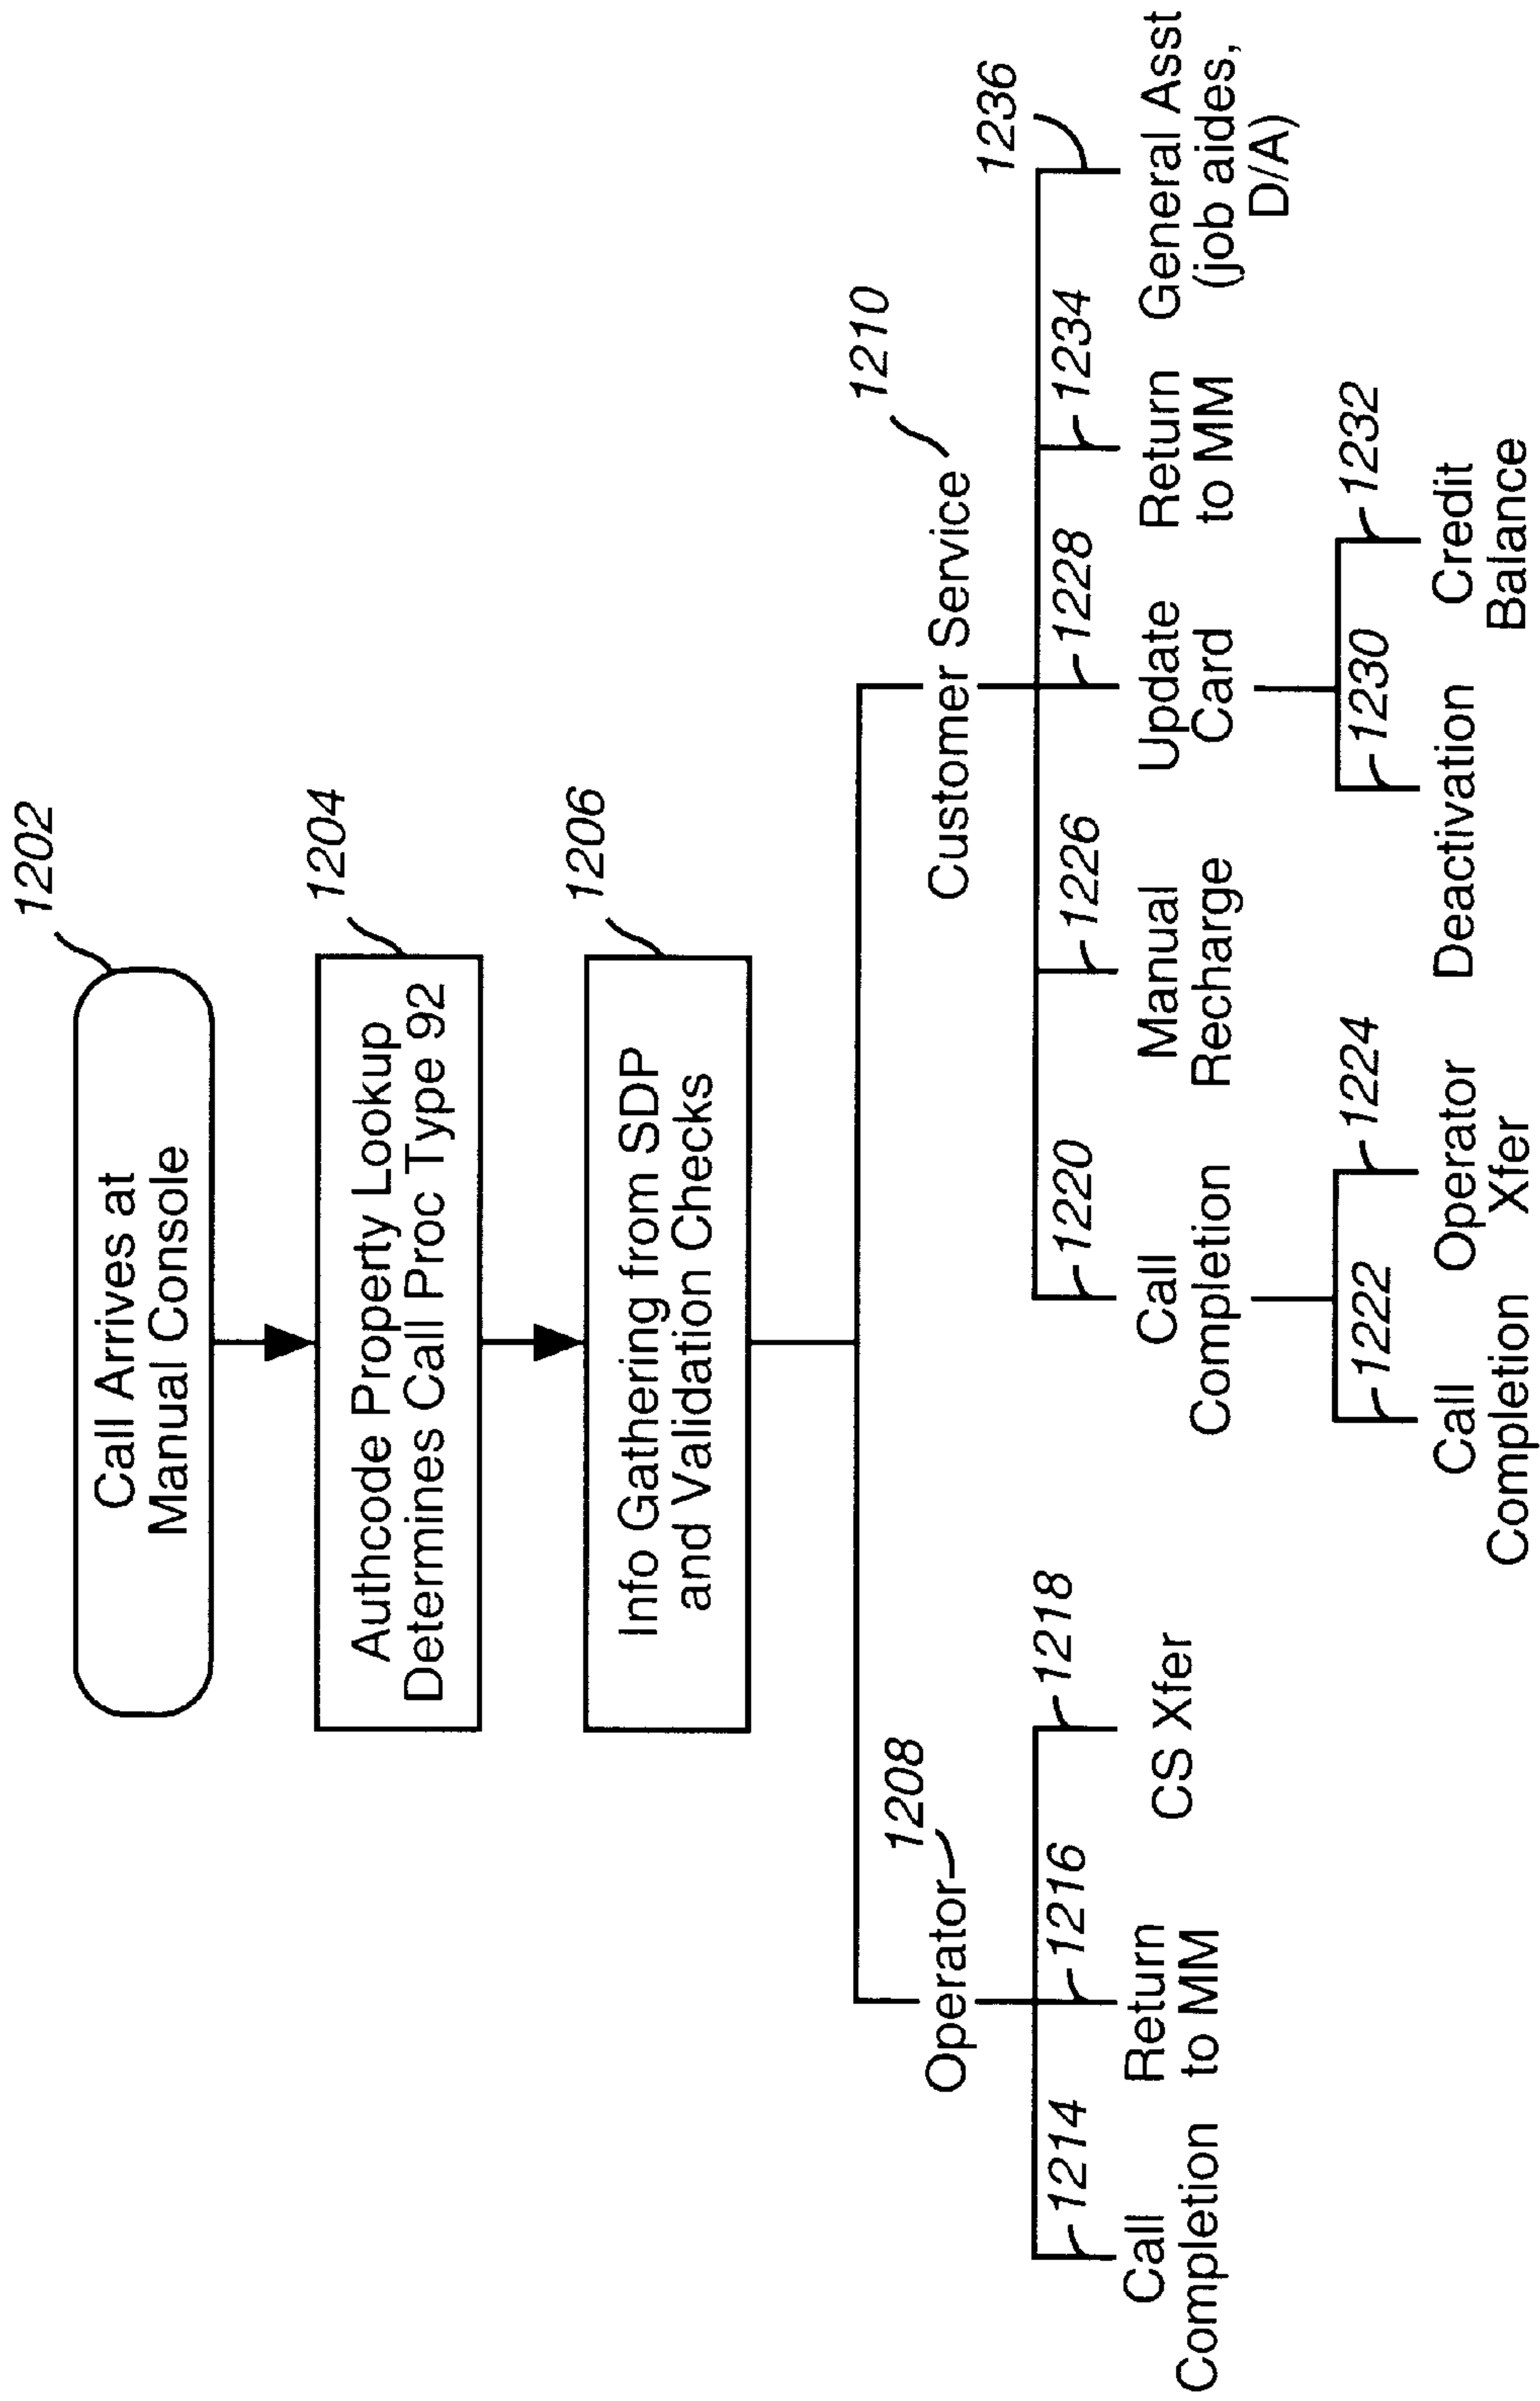 1202
Call Arrives at
Manual Console
1204
Authcode Property Lookup
Determines Call Proc Type 92
1206
Info Gathering from SDP
and Validation Checks
1208
Operator
1210
Customer Service
1214
Call
Completion
1216
Return
to MM
1218
CS Xfer
1220
Call
Completion
1222
Call
Completion
1224
Operator
Xfer
1226
Manual
Recharge
1228
Update
Card
1230
Deactivation
1232
Credit
Balance
1234
Return
to MM
1236
General Asst
(job aides,
D/A)